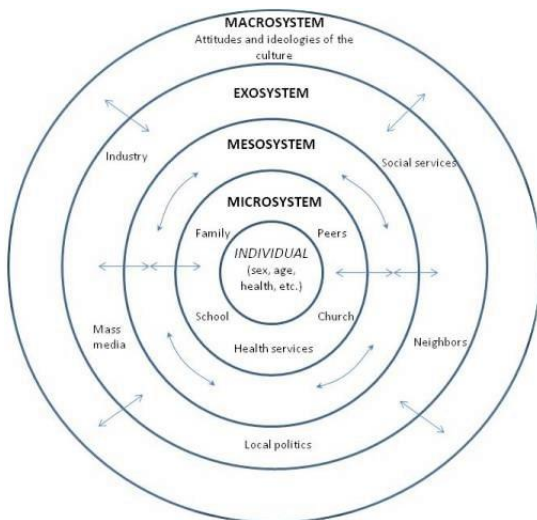 MACROSYSTEM
Attitudes and ideologies of the
culture
EXOSYSTEM
Industry
Social services
MESOSYSTEM
MICROSYSTEM
Family
Peers
INDIVIDUAL
(sex, age,
health, etc.)
School
Church
Health services
Mass
media
Neighbors
Local politics